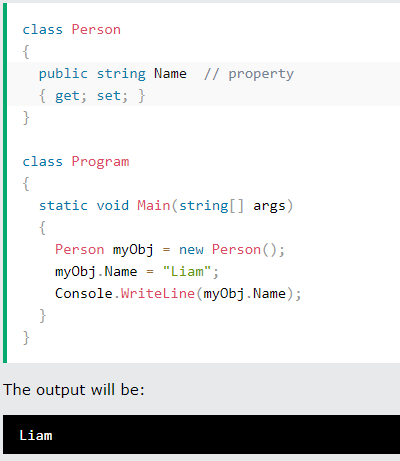 class Person
{
  public string Name  // property
  { get; set; }
}

class Program
{
  static void Main(string[] args)
  {
    Person myObj = new Person();
    myObj.Name = "Liam";
    Console.WriteLine(myObj.Name);
  }
}
The output will be:
Liam